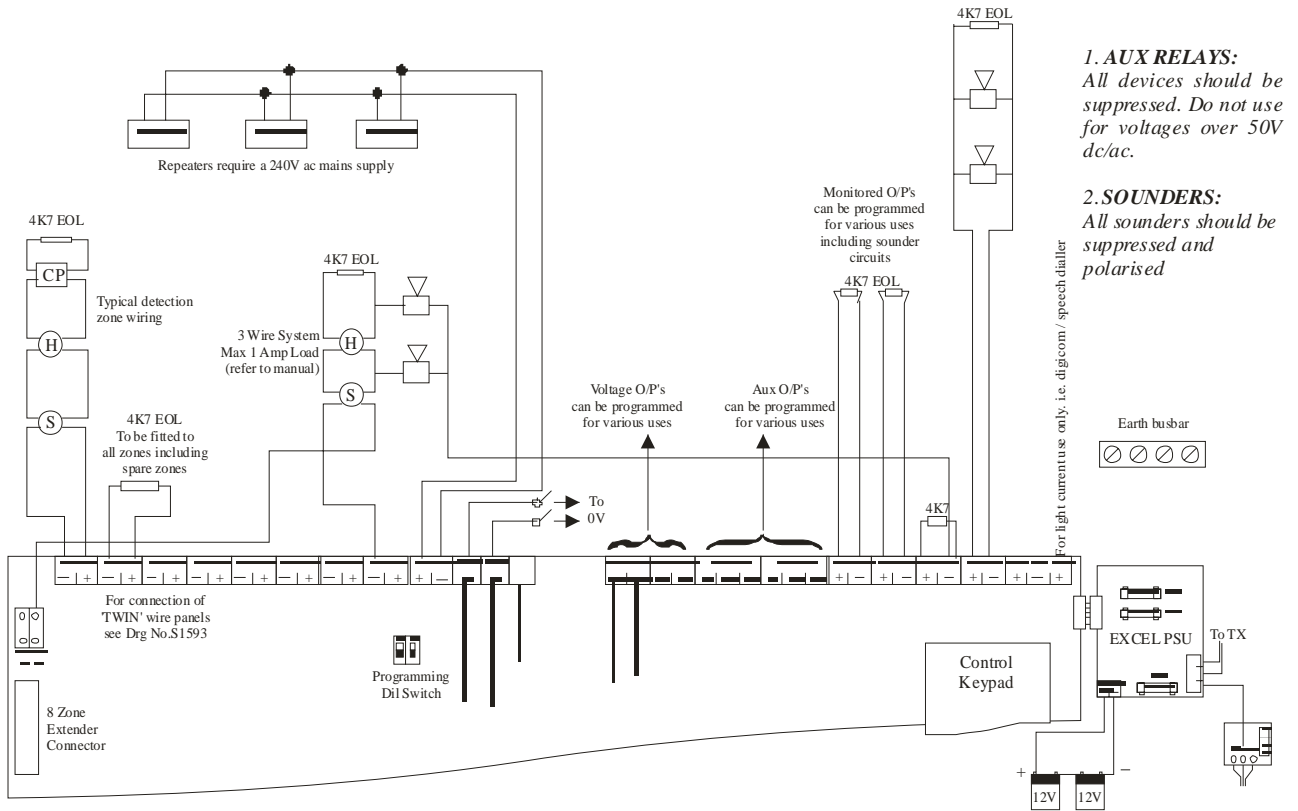 4K7 EOL
1. AUX RELAYS:
All devices should be
suppressed. Do not use
for voltages over 50V
dc/ac.
2. SOUNDERS:
All sounders should be
suppressed and
polarised
Repeaters require a 240V ac mains supply
Monitored O/P's
can be programmed
for various uses
including sounder
circuits
4K7 EOL
4K7 EOL
CP
Typical detection
zone wiring
H
S
4K7 EOL
3 Wire System
Max 1 Amp Load
(refer to manual)
H
S
4K7 EOL
To be fitted to
all zones including
spare zones
Voltage O/P's
can be programmed
for various uses
Aux O/P's
can be programmed
for various uses
For light current use only. i.e. digicom / speech dialler
Earth busbar
To
0V
4K7
— + — + — + — + — + — + — + — + + —
+ — + — + — + — + — +
For connection of
'TWIN' wire panels
see Drg No.S1593
Programming
Dil Switch
8 Zone
Extender
Connector
Control
Keypad
EXCEL PSU
To TX
+ —
12V 12V